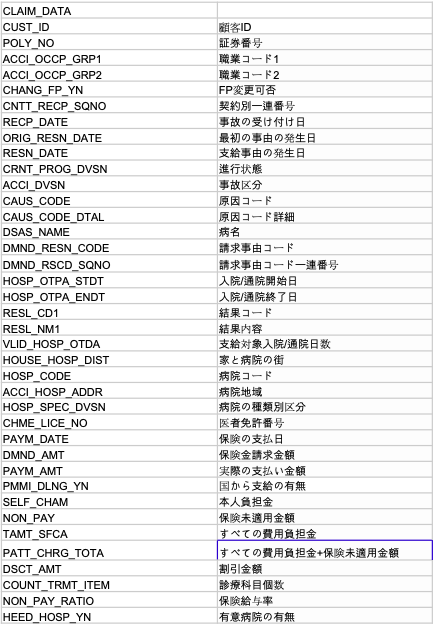 CLAIM_DATA
CUST_ID 顧客ID
POLY_NO 証券番号
ACCI_OCCP_GRP1 職業コード1
ACCI_OCCP_GRP2 職業コード2
CHANG_FP_YN FP変更可否
CNTT_RECP_SQNO 契約別一連番号
RECP_DATE 事故の受け付け日
ORIG_RESN_DATE 最初の事由の発生日
RESN_DATE 支給事由の発生日
CRNT_PROG_DVSN 進行状態
ACCI_DVSN 事故区分
CAUS_CODE 原因コード
CAUS_CODE_DTAL 原因コード詳細
DSAS_NAME 病名
DMND_RESN_CODE 請求事由コード
DMND_RSCD_SQNO 請求事由コード一連番号
HOSP_OTPA_STDT 入院/通院開始日
HOSP_OTPA_ENDT 入院/通院終了日
RESL_CD1 結果コード
RESL_NM1 結果内容
VLID_HOSP_OTDA 支給対象入院/通院日数
HOUSE_HOSP_DIST 家と病院の街
HOSP_CODE 病院コード
ACCI_HOSP_ADDR 病院地域
HOSP_SPEC_DVSN 病院の種類別区分
CHME_LICE_NO 医者免許番号
PAYM_DATE 保険の支払日
DMND_AMT 保険金請求金額
PAYM_AMT 実際の支払い金額
PMMI_DLNG_YN 国から支給の有無
SELF_CHAM 本人負担金
NON_PAY 保険未適用金額
TAMT_SFCA すべての費用負担金
PATT_CHRG_TOTA すべての費用負担金+保険未適用金額
DSCT_AMT 割引金額
COUNT_TRMT_ITEM 診療科目個数
NON_PAY_RATIO 保険給与率
HEED_HOSP_YN 有意病院の有無